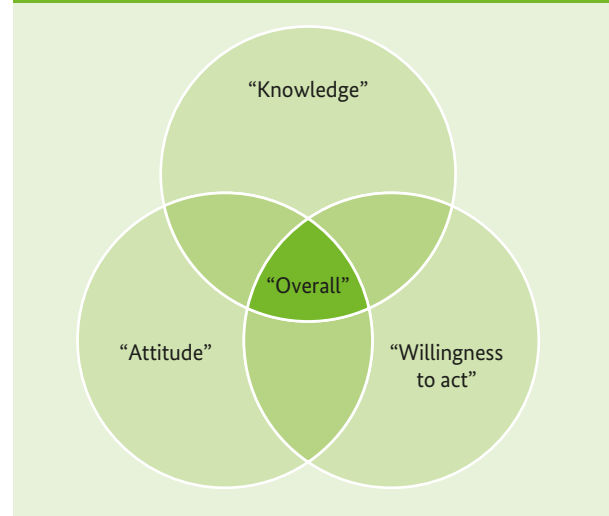 “Knowledge”
“Overall”
“Attitude”
“Willingness
to act”